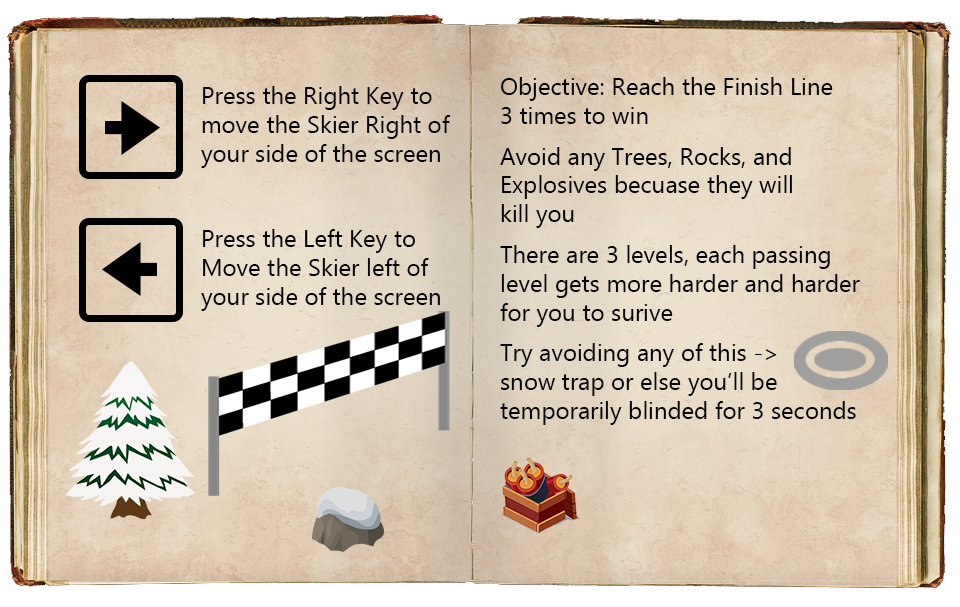 Press the Right Key to
move the Skier Right of
your side of the screen
Press the Left Key to
Move the Skier left of
your side of the screen
Objective: Reach the Finish Line
3 times to win
Avoid any Trees, Rocks, and
Explosives becuase they will
kill you
There are 3 levels, each passing
level gets more harder and harder
for you to surive
Try avoiding any of this ->
snow trap or else you’ll be
temporarily blinded for 3 seconds